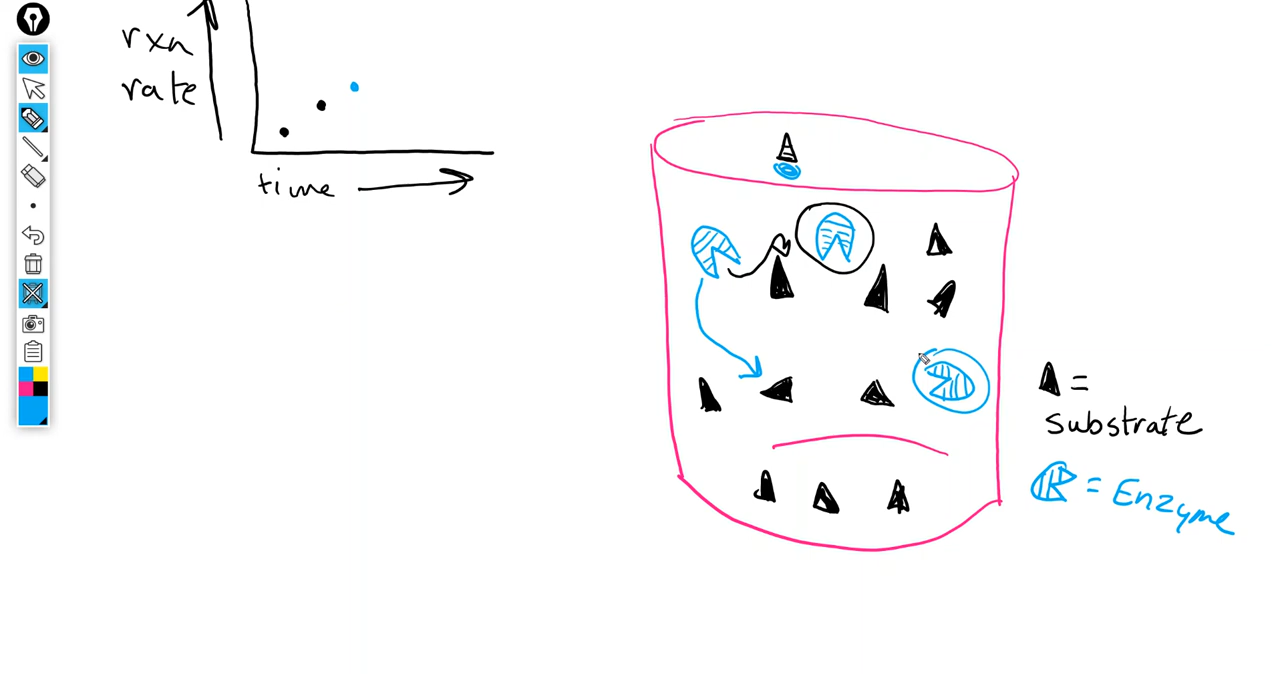 rxn
rate
time
=
substrate
= Enzyme